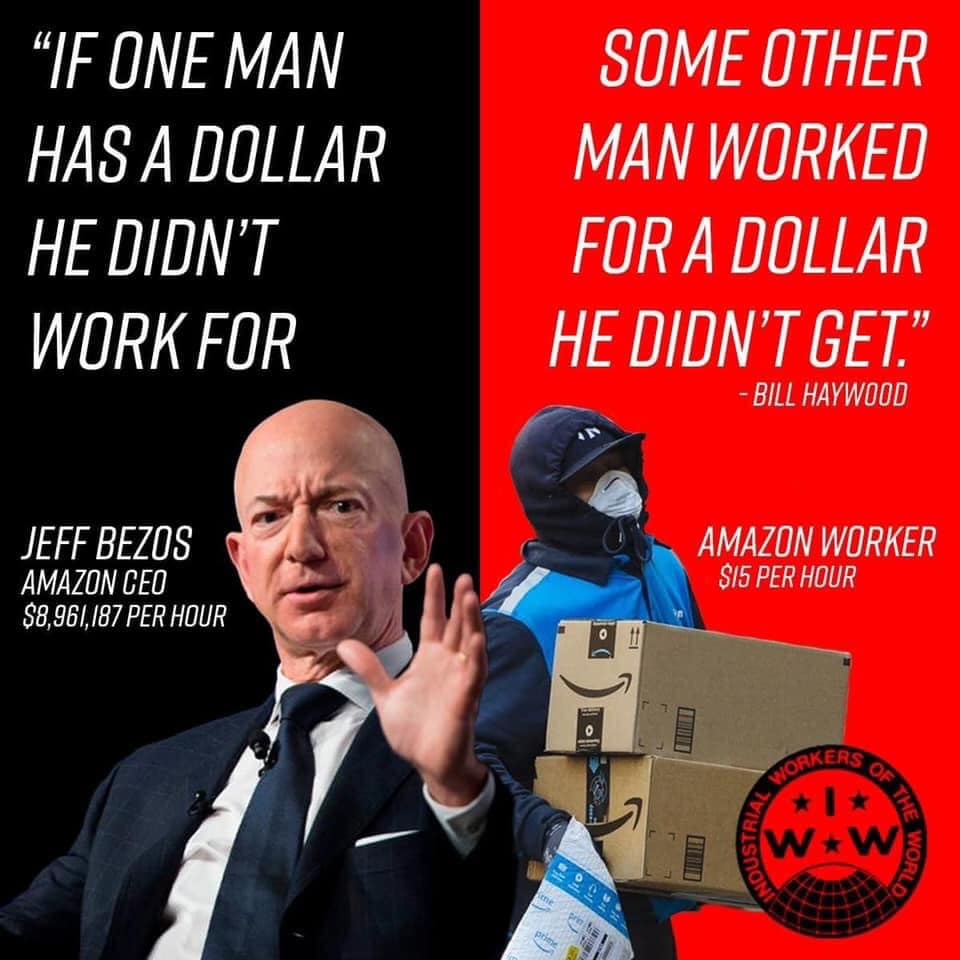 “IF ONE MAN
HAS A DOLLAR
HE DIDN’T
WORK FOR
SOME OTHER
MAN WORKED
FOR A DOLLAR
HE DIDN’T GET.”
- BILL HAYWOOD
JEFF BEZOS
AMAZON CEO
$8,961,187 PER HOUR
AMAZON WORKER
$15 PER HOUR
INDUSTRIAL WORKERS OF THE WORLD
I
W W
prime
prime